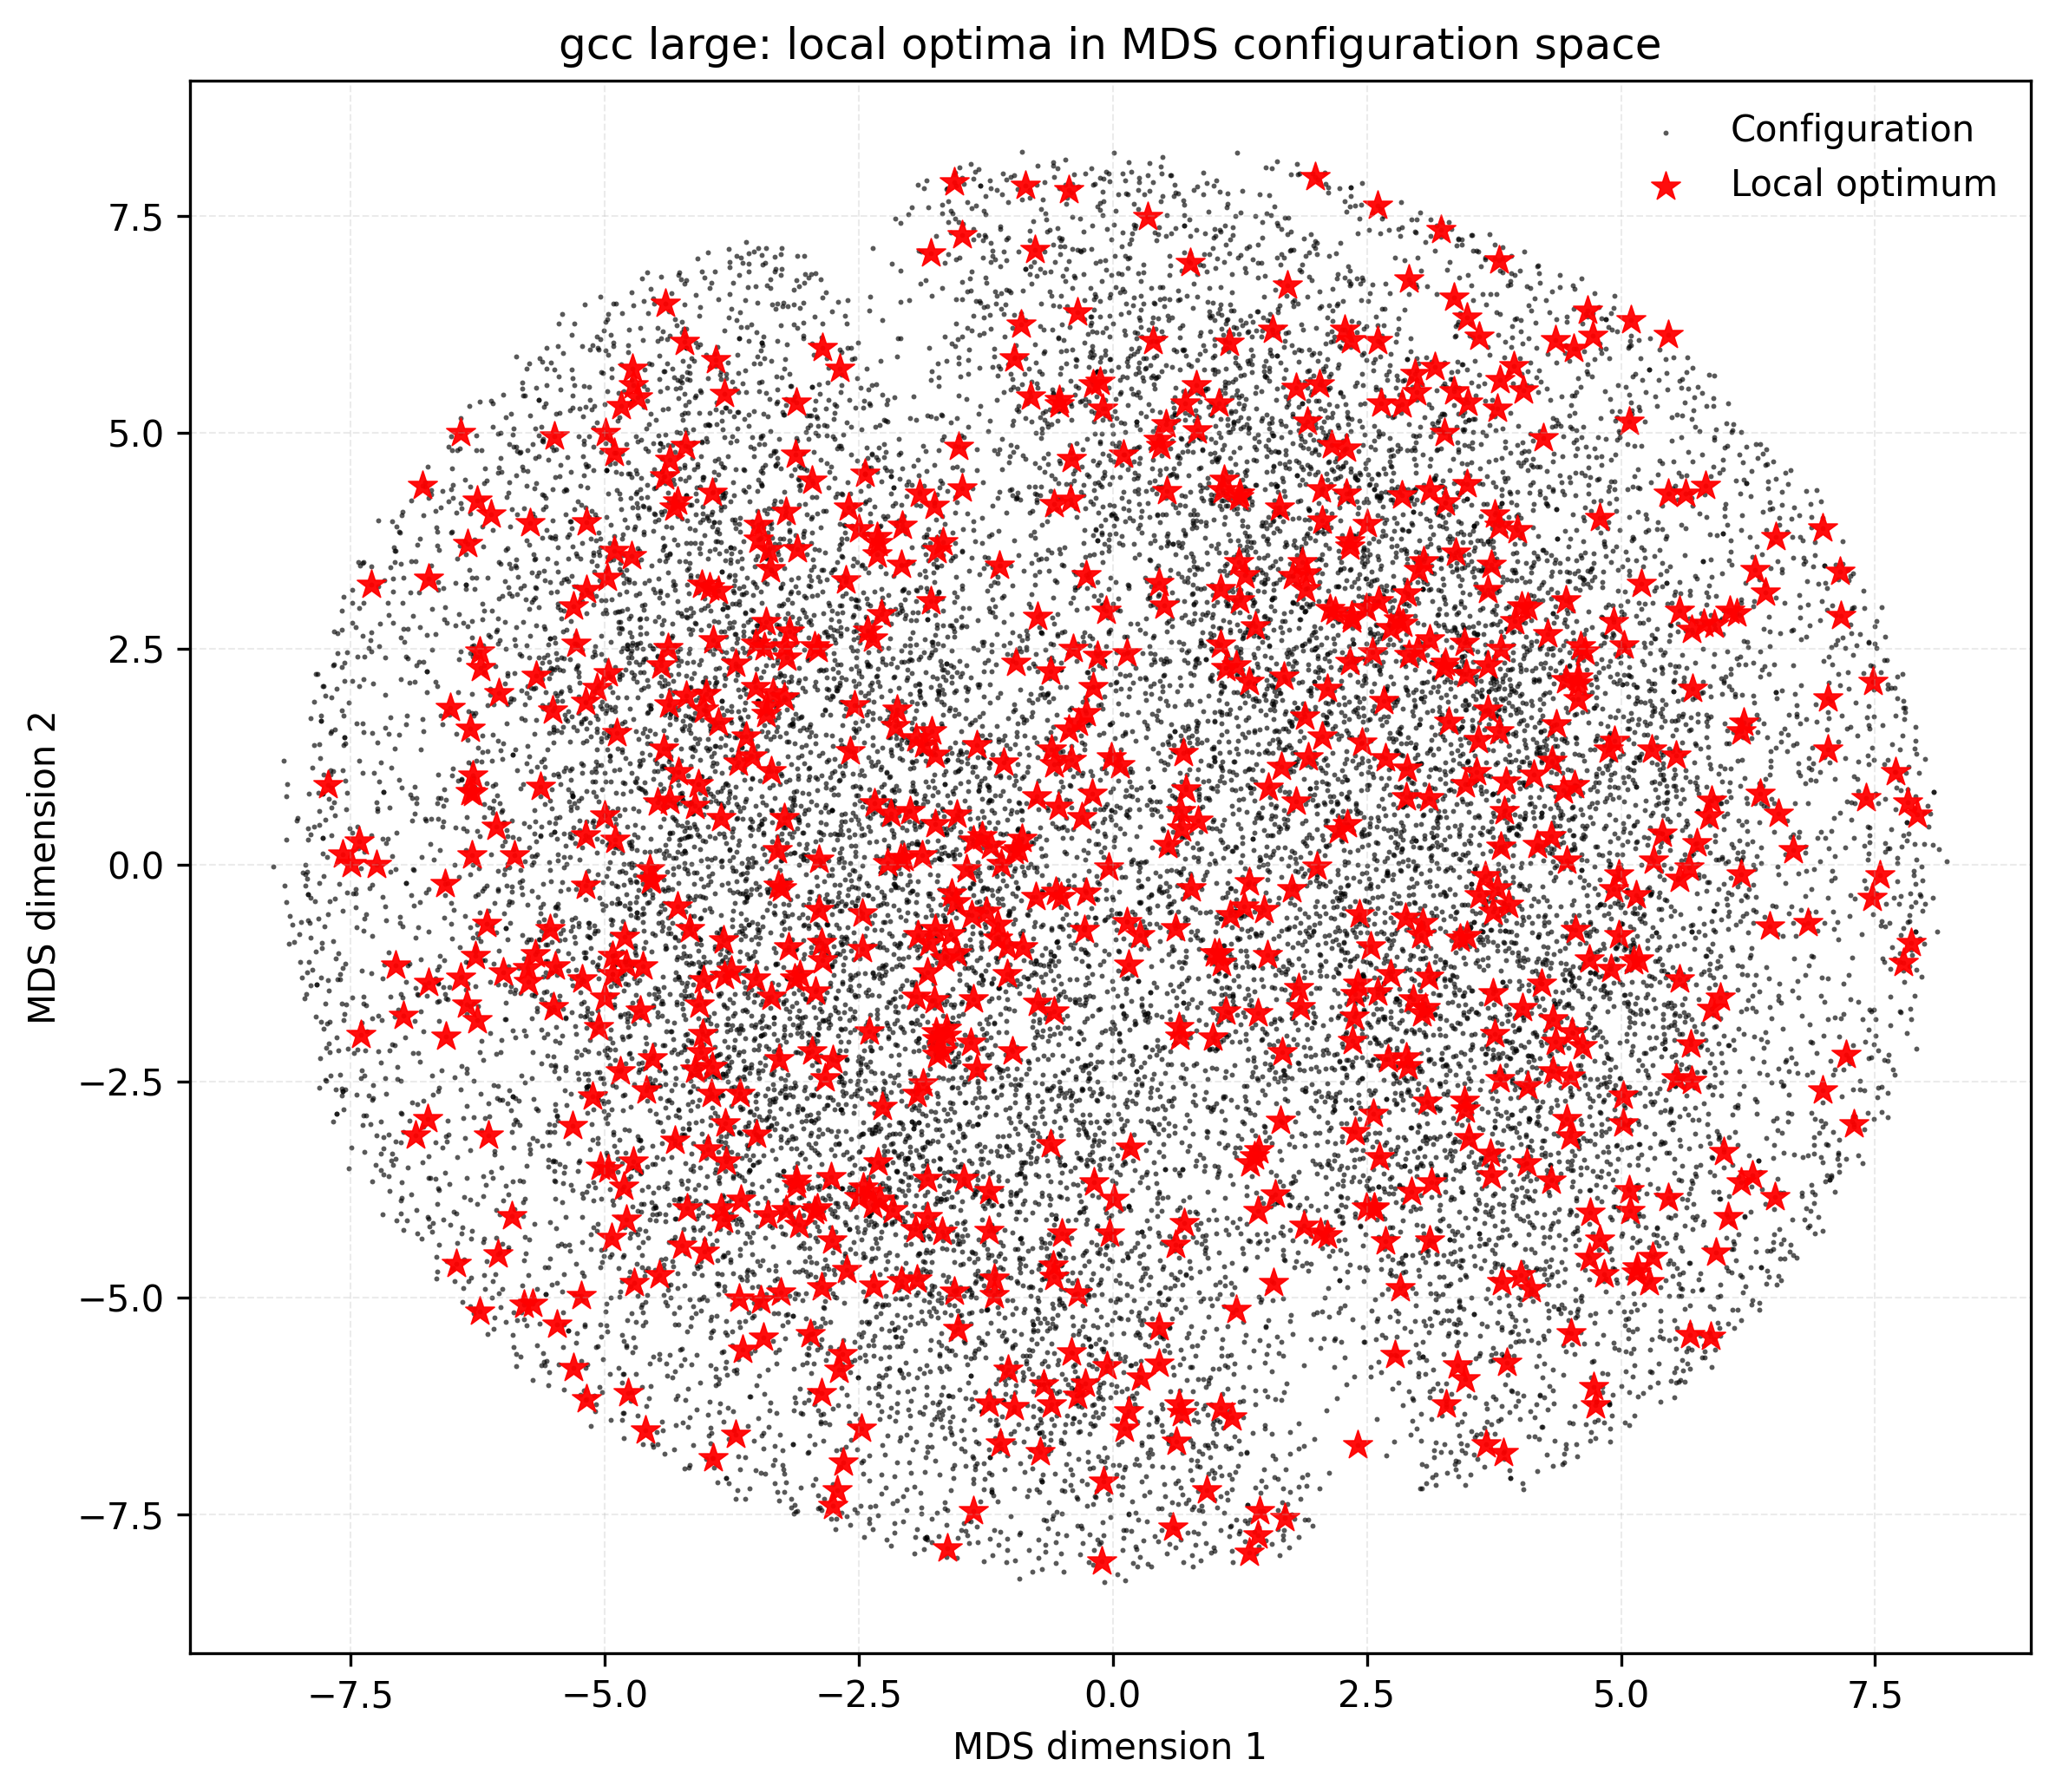 gcc large: local optima in MDS configuration space
Configuration
Local optimum
7.5
5.0
2.5
0.0
−2.5
−5.0
−7.5
MDS dimension 2
−7.5 −5.0 −2.5 0.0 2.5 5.0 7.5
MDS dimension 1